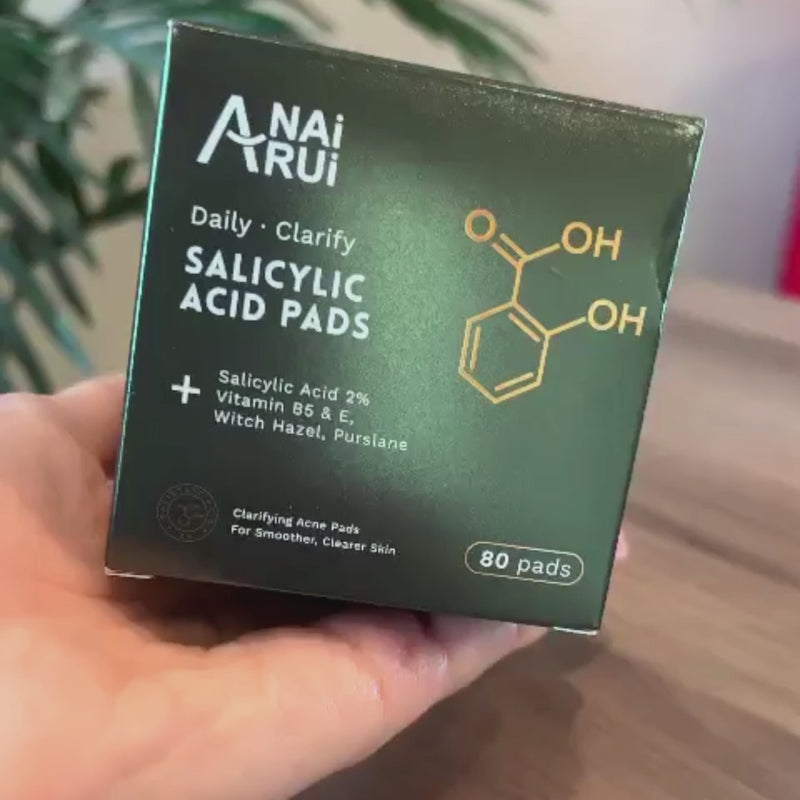 ANAi
ARUi
Daily · Clarify
SALICYLIC
ACID PADS
O
OH
OH
+
Salicylic Acid 2%
Vitamin B5 & E,
Witch Hazel, Purslane
Clarifying Acne Pads
For Smoother, Clearer Skin
80 pads